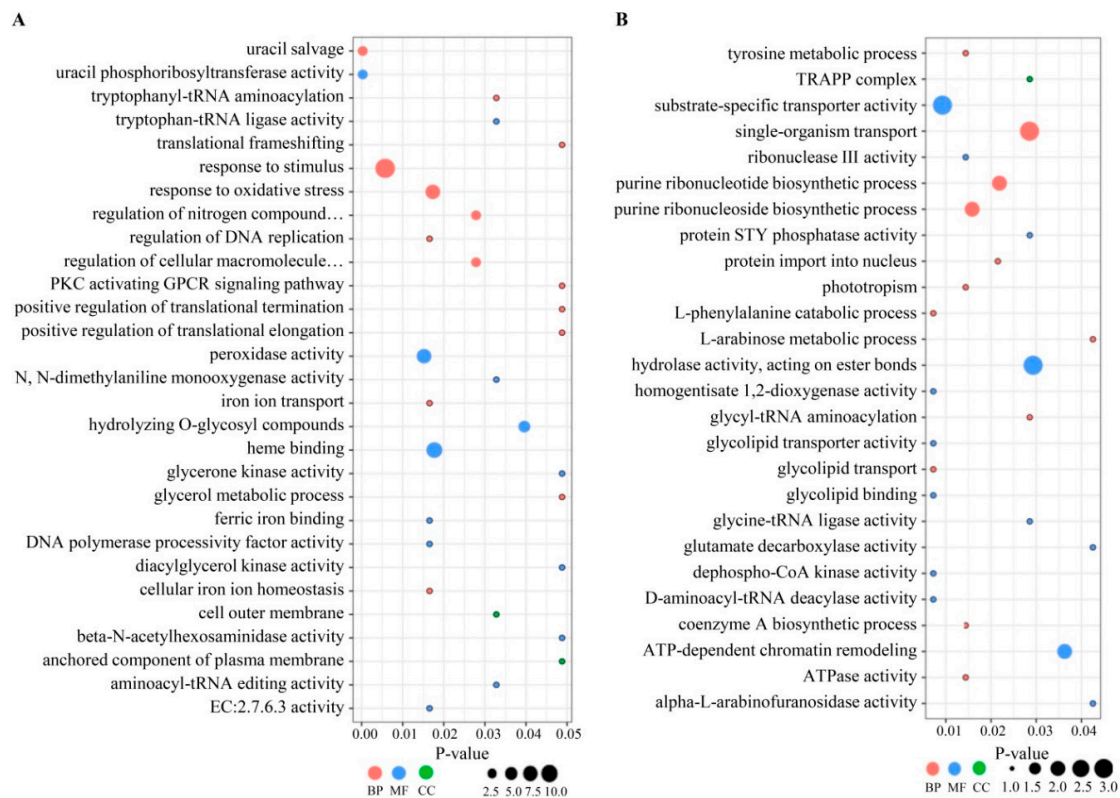 A
uracil salvage
uracil phosphoribosyltransferase activity
tryptophanyl-tRNA aminoacylation
tryptophan-tRNA ligase activity
translational frameshifting
response to stimulus
response to oxidative stress
regulation of nitrogen compound…
regulation of DNA replication
regulation of cellular macromolecule…
PKC activating GPCR signaling pathway
positive regulation of translational termination
positive regulation of translational elongation
peroxidase activity
N, N-dimethylaniline monooxygenase activity
iron ion transport
hydrolyzing O-glycosyl compounds
heme binding
glycerone kinase activity
glycerol metabolic process
ferric iron binding
DNA polymerase processivity factor activity
diacylglycerol kinase activity
cellular iron ion homeostasis
cell outer membrane
beta-N-acetylhexosaminidase activity
anchored component of plasma membrane
aminoacyl-tRNA editing activity
EC:2.7.6.3 activity
0.00 0.01 0.02 0.03 0.04 0.05
P-value
BP MF CC 2.5 5.0 7.5 10.0
B
tyrosine metabolic process
TRAPP complex
substrate-specific transporter activity
single-organism transport
ribonuclease III activity
purine ribonucleotide biosynthetic process
purine ribonucleoside biosynthetic process
protein STY phosphatase activity
protein import into nucleus
phototropism
L-phenylalanine catabolic process
L-arabinose metabolic process
hydrolase activity, acting on ester bonds
homogentisate 1,2-dioxygenase activity
glycyl-tRNA aminoacylation
glycolipid transporter activity
glycolipid transport
glycolipid binding
glycine-tRNA ligase activity
glutamate decarboxylase activity
dephospho-CoA kinase activity
D-aminoacyl-tRNA deacylase activity
coenzyme A biosynthetic process
ATP-dependent chromatin remodeling
ATPase activity
alpha-L-arabinofuranosidase activity
0.01 0.02 0.03 0.04
P-value
BP MF CC 1.0 1.5 2.0 2.5 3.0